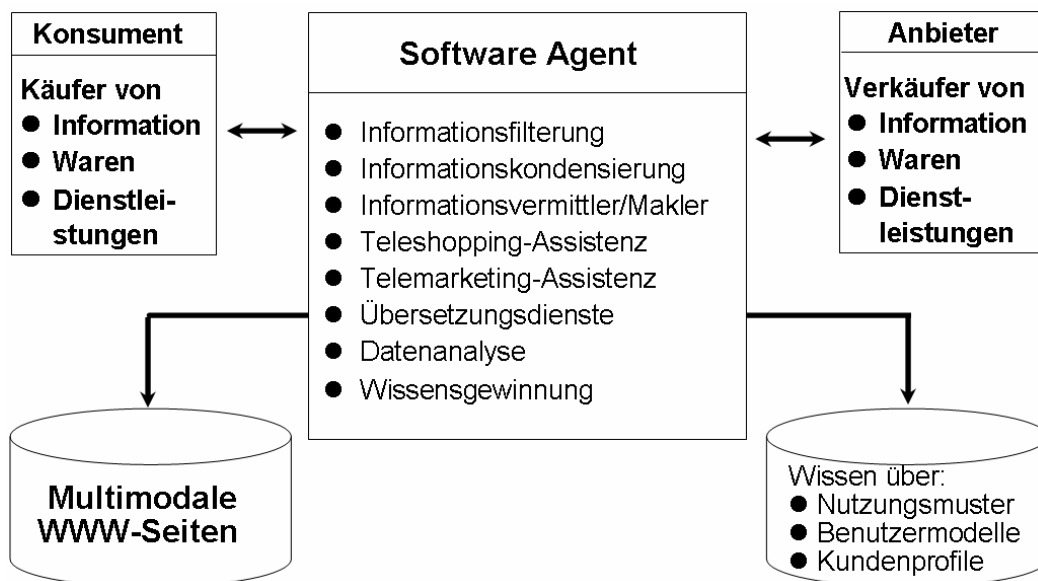 Konsument
Käufer von
● Information
● Waren
● Dienstlei-
stungen
Software Agent
● Informationsfilterung
● Informationskondensierung
● Informationsvermittler/Makler
● Teleshopping-Assistenz
● Telemarketing-Assistenz
● Übersetzungsdienste
● Datenanalyse
● Wissensgewinnung
Anbieter
Verkäufer von
● Information
● Waren
● Dienst-
leistungen
Multimodale
WWW-Seiten
Wissen über:
● Nutzungsmuster
● Benutzermodelle
● Kundenprofile